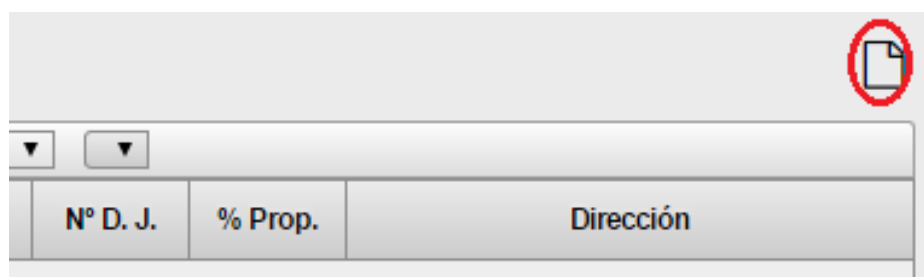 Nº D. J. % Prop. Dirección